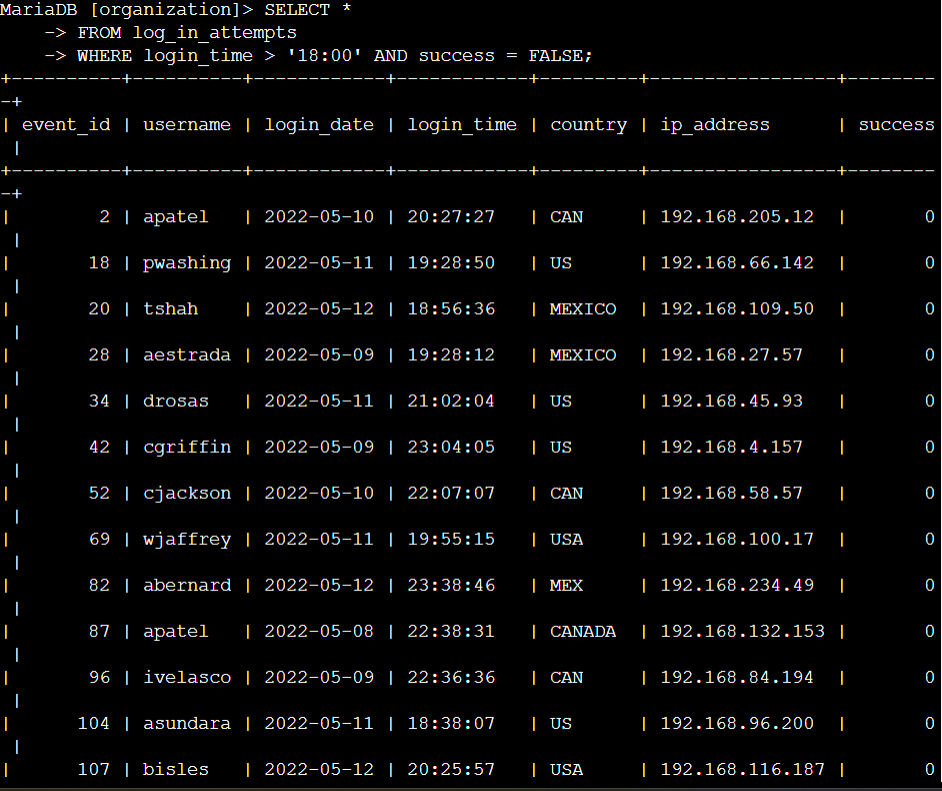 MariaDB [organization]> SELECT *
    -> FROM log_in_attempts
    -> WHERE login_time > '18:00' AND success = FALSE;
+----------+----------+------------+------------+---------+-----------------+--------
-+
| event_id | username | login_date | login_time | country | ip_address      | success
 |
+----------+----------+------------+------------+---------+-----------------+--------
-+
|        2 | apatel   | 2022-05-10 | 20:27:27   | CAN     | 192.168.205.12  |       0
 |
|       18 | pwashing | 2022-05-11 | 19:28:50   | US      | 192.168.66.142  |       0
 |
|       20 | tshah    | 2022-05-12 | 18:56:36   | MEXICO  | 192.168.109.50  |       0
 |
|       28 | aestrada | 2022-05-09 | 19:28:12   | MEXICO  | 192.168.27.57   |       0
 |
|       34 | drosas   | 2022-05-11 | 21:02:04   | US      | 192.168.45.93   |       0
 |
|       42 | cgriffin | 2022-05-09 | 23:04:05   | US      | 192.168.4.157   |       0
 |
|       52 | cjackson | 2022-05-10 | 22:07:07   | CAN     | 192.168.58.57   |       0
 |
|       69 | wjaffrey | 2022-05-11 | 19:55:15   | USA     | 192.168.100.17  |       0
 |
|       82 | abernard | 2022-05-12 | 23:38:46   | MEX     | 192.168.234.49  |       0
 |
|       87 | apatel   | 2022-05-08 | 22:38:31   | CANADA  | 192.168.132.153 |       0
 |
|       96 | ivelasco | 2022-05-09 | 22:36:36   | CAN     | 192.168.84.194  |       0
 |
|      104 | asundara | 2022-05-11 | 18:38:07   | US      | 192.168.96.200  |       0
 |
|      107 | bisles   | 2022-05-12 | 20:25:57   | USA     | 192.168.116.187 |       0